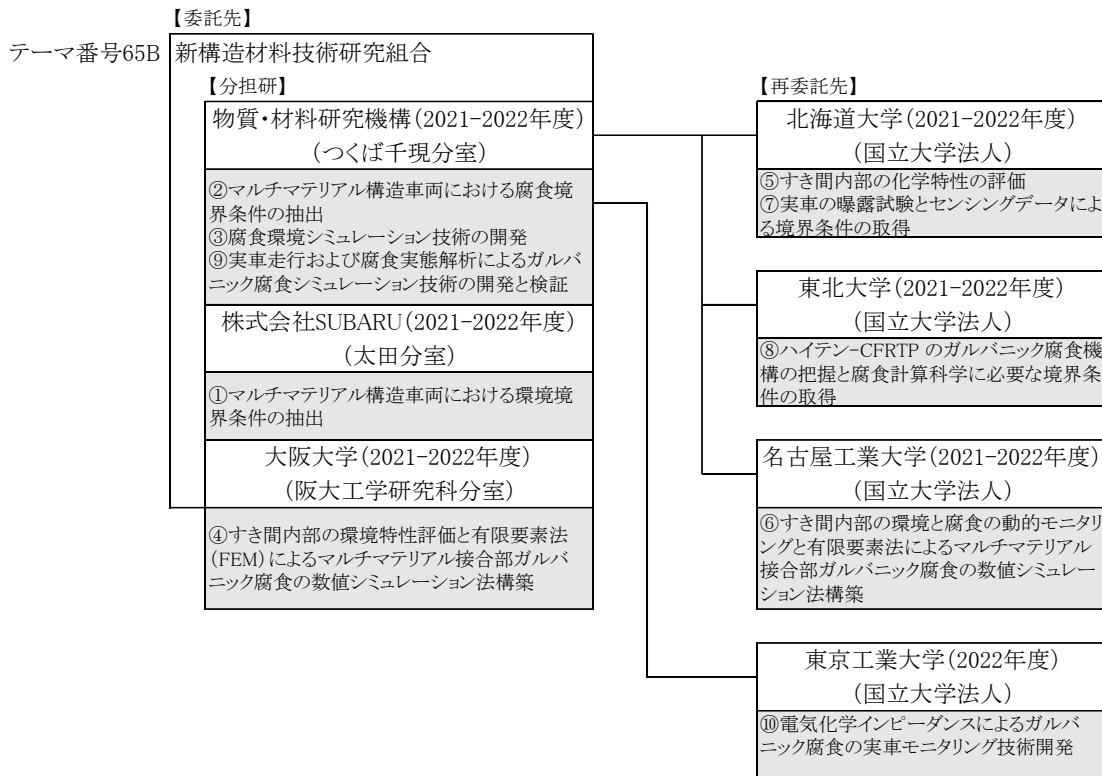 【委託先】
テーマ番号65B
新構造材料技術研究組合
【分担研】
物質・材料研究機構(2021-2022年度)
(つくば千現分室)
②マルチマテリアル構造車両における腐食境
界条件の抽出
③腐食環境シミュレーション技術の開発
⑨実車走行および腐食実態解析によるガルバ
ニック腐食シミュレーション技術の開発と検証
株式会社SUBARU(2021-2022年度)
(太田分室)
①マルチマテリアル構造車両における環境境
界条件の抽出
大阪大学(2021-2022年度)
(阪大工学研究科分室)
④すき間内部の環境特性評価と有限要素法
(FEM)によるマルチマテリアル接合部ガルバ
ニック腐食の数値シミュレーション法構築
【再委託先】
北海道大学(2021-2022年度)
(国立大学法人)
⑤すき間内部の化学特性の評価
⑦実車の曝露試験とセンシングデータによ
る境界条件の取得
東北大学(2021-2022年度)
(国立大学法人)
⑧ハイテン-CFRTP のガルバニック腐食機
構の把握と腐食計算科学に必要な境界条
件の取得
名古屋工業大学(2021-2022年度)
(国立大学法人)
⑥すき間内部の環境と腐食の動的モニタリ
ングと有限要素法によるマルチマテリアル
接合部ガルバニック腐食の数値シミュレー
ション法構築
東京工業大学(2022年度)
(国立大学法人)
⑩電気化学インピーダンスによるガルバ
ニック腐食の実車モニタリング技術開発